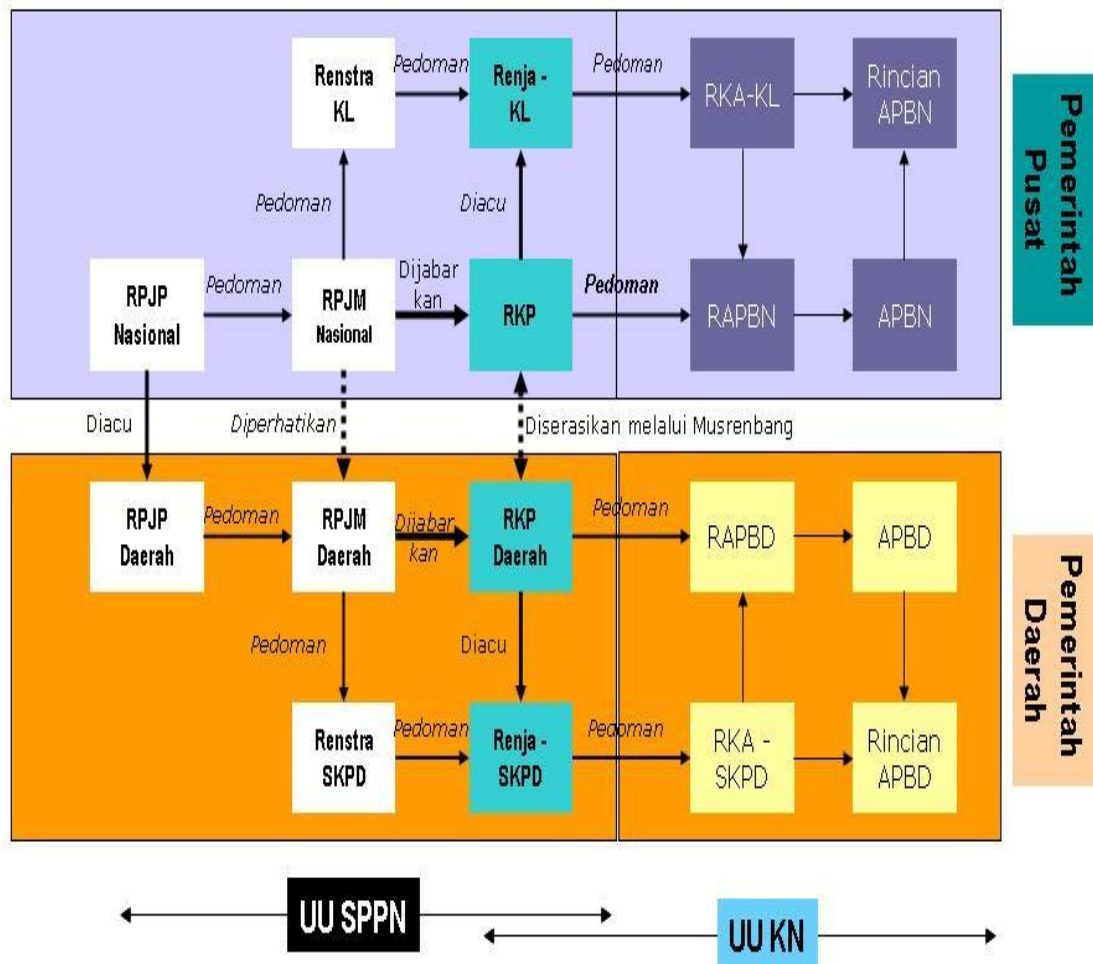 Renstra
KL
Pedoman
Renja -
KL
Pedoman
RKA-KL
Rincian
APBN
Pedoman
Diacu
RPJP
Nasional
Pedoman
RPJM
Nasional
Dijabar
kan
RKP
Pedoman
RAPBN
APBN
Pemerintah
Pusat
Diacu
Diperhatikan
Diserasikan melalui Musrenbang
RPJP
Daerah
Pedoman
RPJM
Daerah
Dijabar
kan
RKP
Daerah
Pedoman
RAPBD
APBD
Pedoman
Diacu
Renstra
SKPD
Pedoman
Renja -
SKPD
Pedoman
RKA -
SKPD
Rincian
APBD
Pemerintah
Daerah
UU SPPN
UU KN